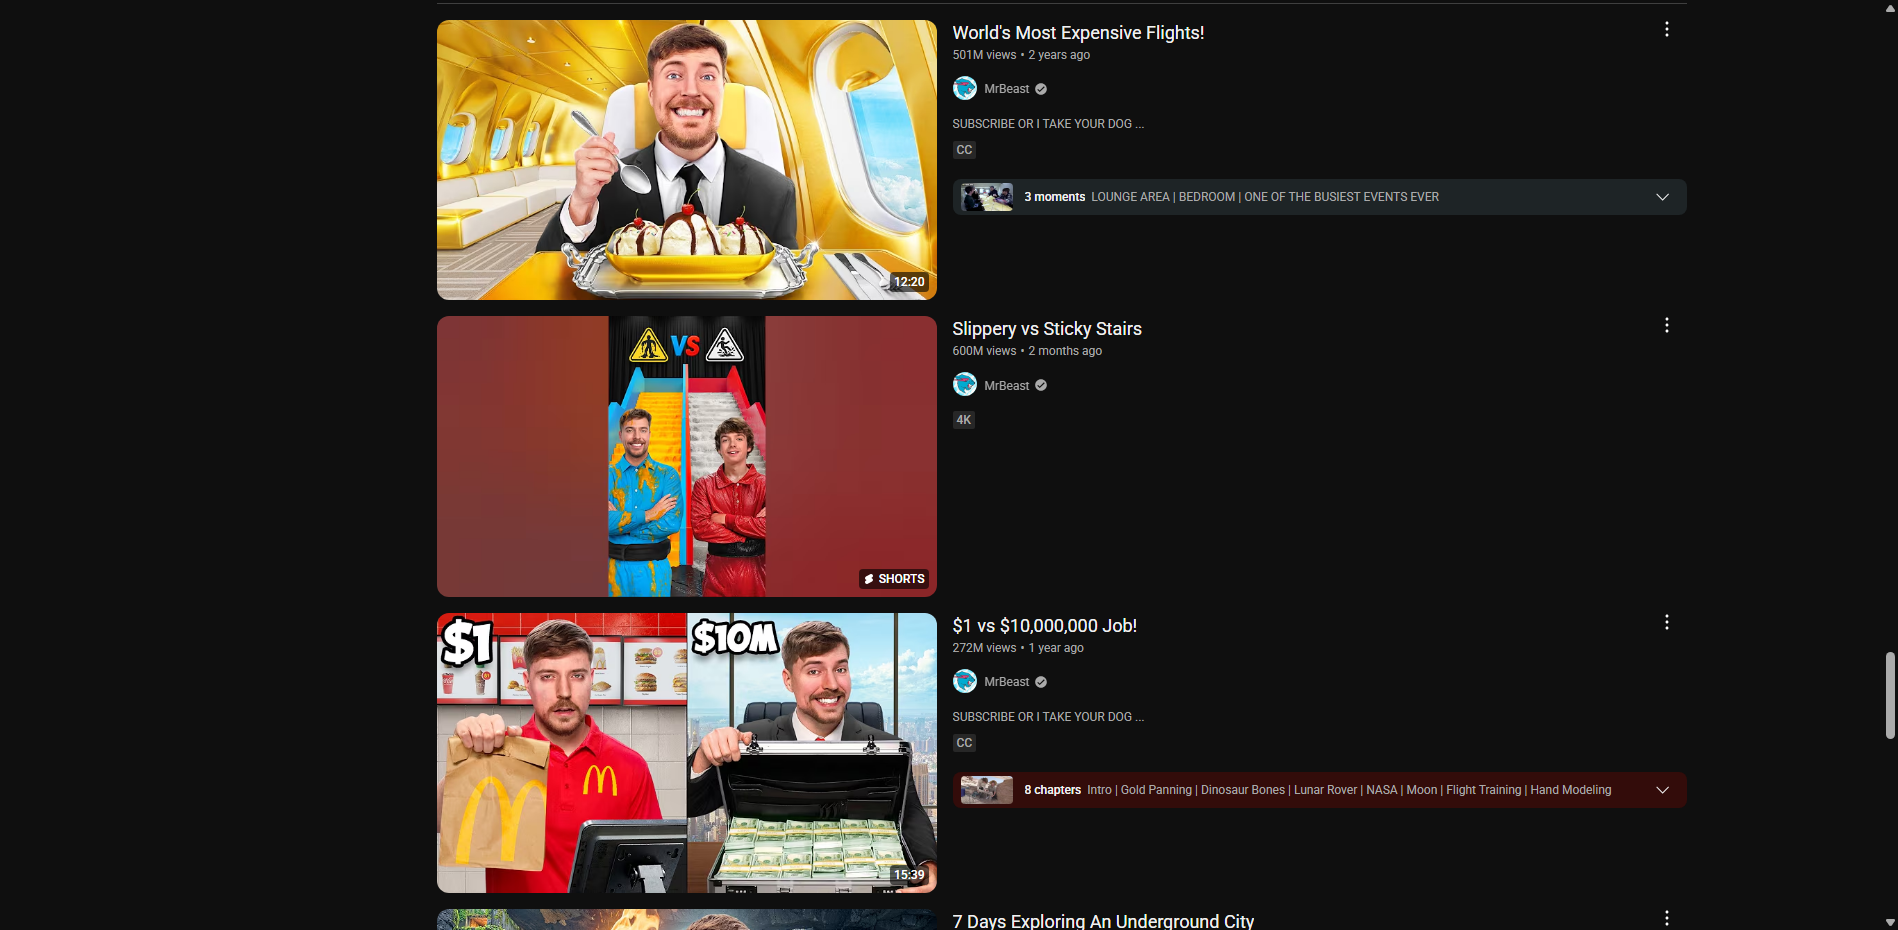 World's Most Expensive Flights!
501M views • 2 years ago
MrBeast
SUBSCRIBE OR I TAKE YOUR DOG ...
CC
3 moments LOUNGE AREA | BEDROOM | ONE OF THE BUSIEST EVENTS EVER
12:20
VS
Slippery vs Sticky Stairs
600M views • 2 months ago
MrBeast
4K
SHORTS
$1
$10M
$1 vs $10,000,000 Job!
272M views • 1 year ago
MrBeast
SUBSCRIBE OR I TAKE YOUR DOG ...
CC
8 chapters Intro | Gold Panning | Dinosaur Bones | Lunar Rover | NASA | Moon | Flight Training | Hand Modeling
15:39
7 Days Exploring An Underground City